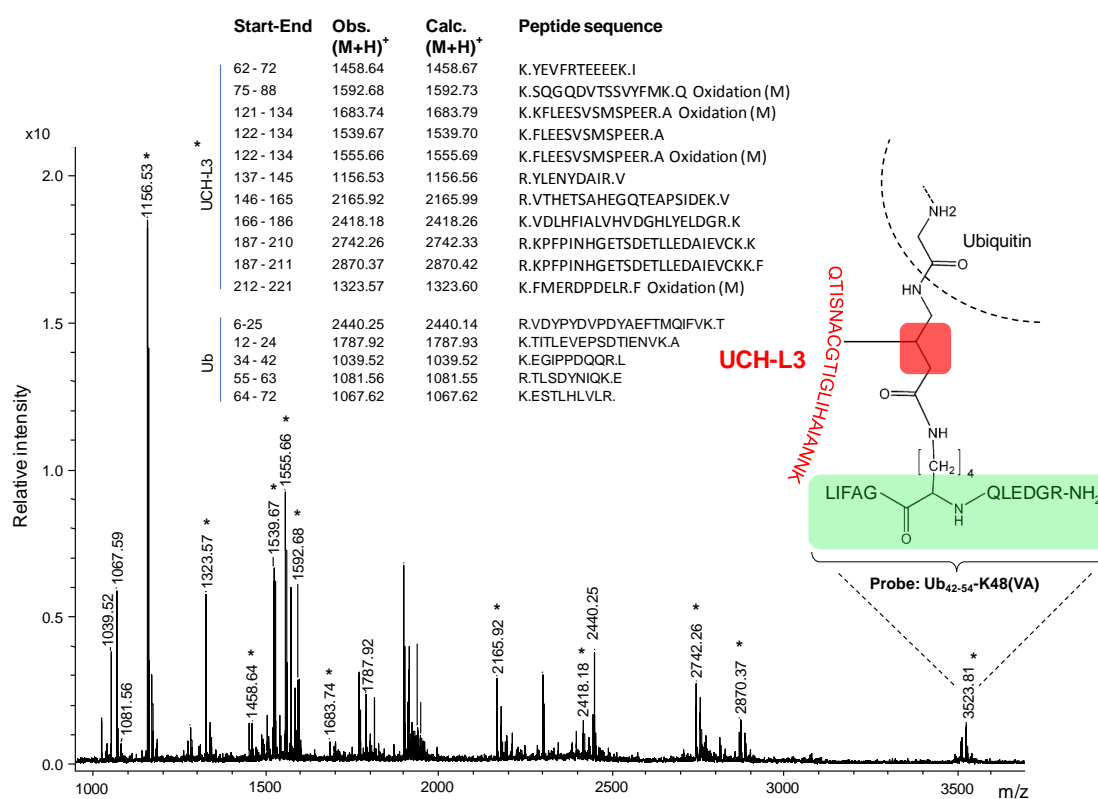 Start-End Obs. (M+H)+ Calc. (M+H)+ Peptide sequence
UCH-L3 *
62 - 72 1458.64 1458.67 K.YEVFRTEEEEK.I
75 - 88 1592.68 1592.73 K.SQGQDVTSSVYFMK.Q Oxidation (M)
121 - 134 1683.74 1683.79 K.KFLEESVSMSPEER.A Oxidation (M)
122 - 134 1539.67 1539.70 K.FLEESVSMSPEER.A
122 - 134 1555.66 1555.69 K.FLEESVSMSPEER.A Oxidation (M)
137 - 145 1156.53 1156.56 R.YLENYDAIR.V
146 - 165 2165.92 2165.99 R.VTHETSAHEGQTEAPSIDEK.V
166 - 186 2418.18 2418.26 K.VDLHFIALVHVDGHLYELDGR.K
187 - 210 2742.26 2742.33 R.KPFPINHGETSDETLLEDAIEVCK.K
187 - 211 2870.37 2870.42 R.KPFPINHGETSDETLLEDAIEVCKK.F
212 - 221 1323.57 1323.60 K.FMERDPDELR.F Oxidation (M)
Ub
6-25 2440.25 2440.14 R.VDYPYDVPDYAEFTMQIFVK.T
12 - 24 1787.92 1787.93 K.TITLEVEPSDTIENVK.A
34 - 42 1039.52 1039.52 K.EGIPPDQQR.L
55 - 63 1081.56 1081.55 R.TLSDYNIQK.E
64 - 72 1067.62 1067.62 K.ESTLHLVLR.
x10
2.0
1.5
1.0
0.5
0.0
Relative intensity
1039.52
1067.59
1081.56
1156.53 *
1323.57 *
1458.64 *
1539.67 *
1555.66 *
1592.68 *
1683.74 *
1787.92
2165.92 *
2418.18 *
2440.25
2742.26 *
2870.37 *
3523.81 *
1000 1500 2000 2500 3000 3500 m/z
NH2
Ubiquitin
O
HN
UCH-L3
QTISNACGTIGLIHAIANNK
O
NH
[CH2]4
LIFAG N H QLEDGR-NH2
O
Probe: Ub42-54-K48(VA)